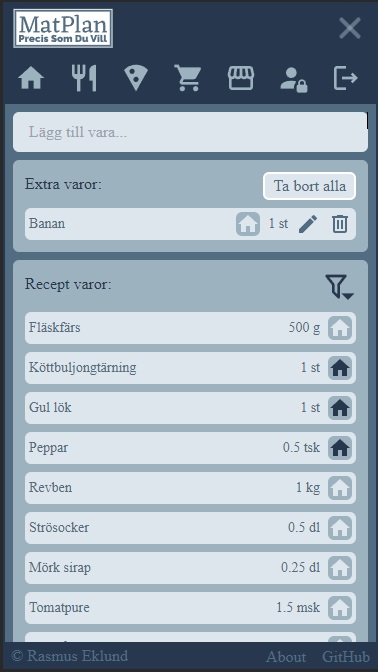 MatPlan
Precis Som Du Vill
Lägg till vara...
Extra varor:
Ta bort alla
Banan 1 st
Recept varor:
Fläskfärs 500 g
Köttbuljongtärning 1 st
Gul lök 1 st
Peppar 0.5 tsk
Revben 1 kg
Strösocker 0.5 dl
Mörk sirap 0.25 dl
Tomatpure 1.5 msk
© Rasmus Eklund About GitHub